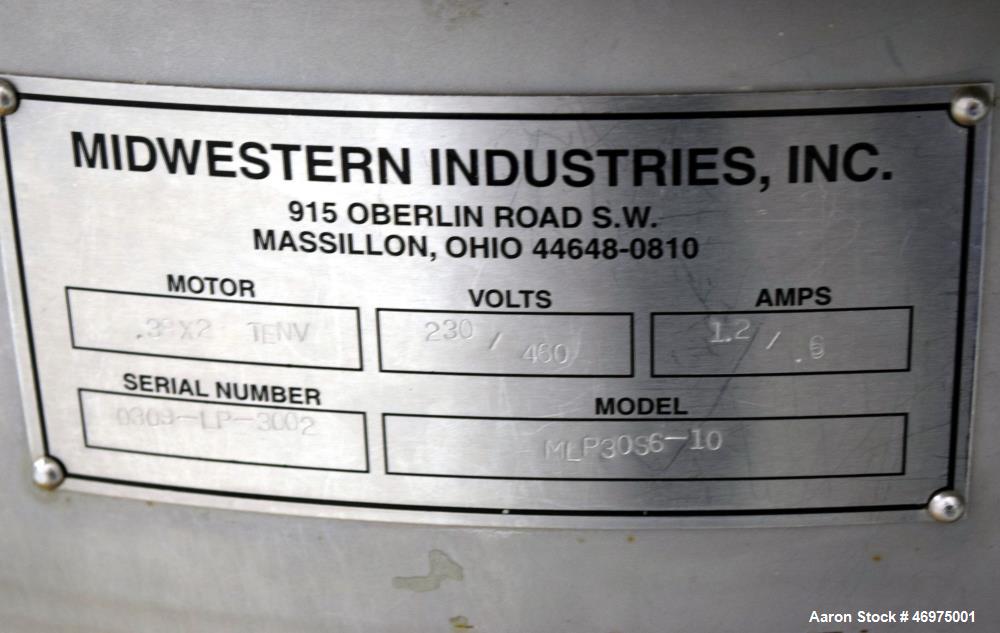 MIDWESTERN INDUSTRIES, INC.
915 OBERLIN ROAD S.W.
MASSILLON, OHIO 44648-0810
MOTOR VOLTS AMPS
TENV 230 / 460 1.2 / .6
SERIAL NUMBER MODEL
0309-LP-3002 MLP30S6-10
Aaron Stock # 46975001